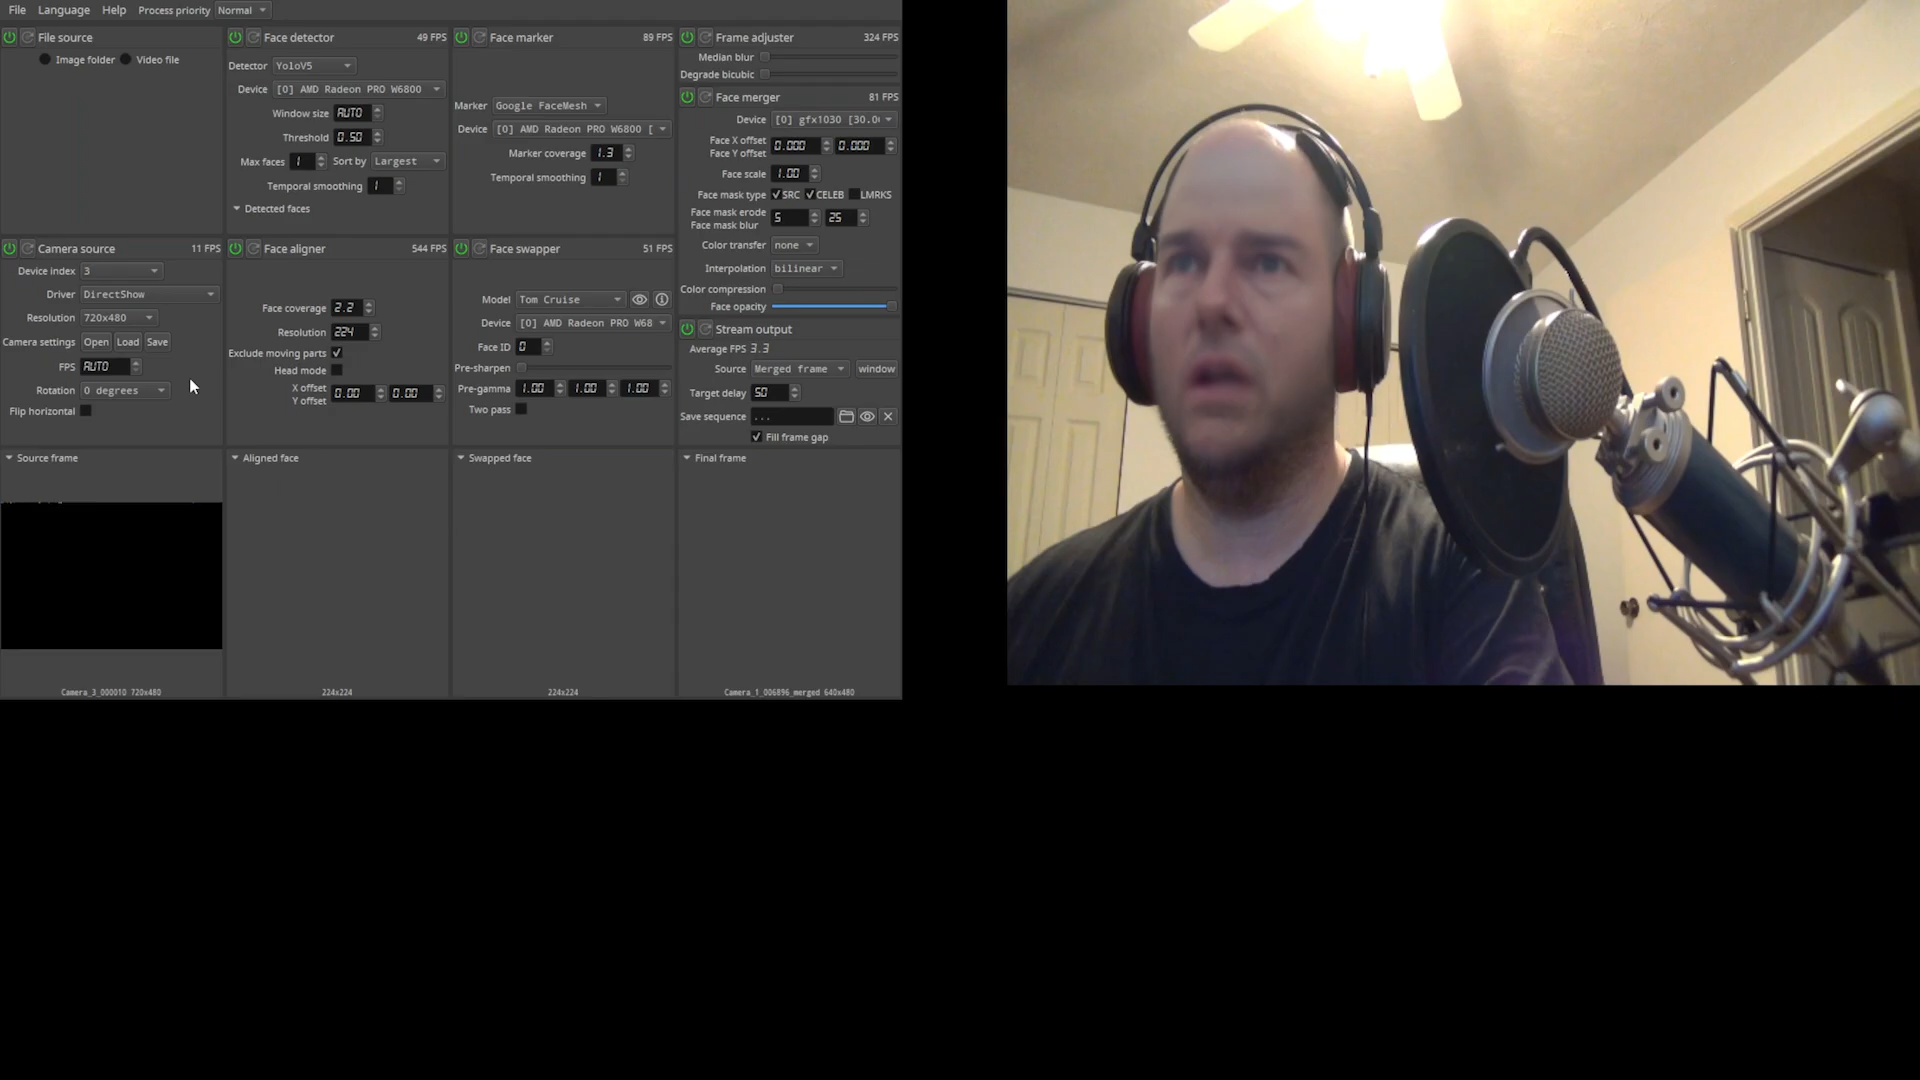 File Language Help Process priority Normal
File source
Image folder Video file
Face detector 49 FPS
Detector YoloV5
Device [0] AMD Radeon PRO W6800
Window size AUTO
Threshold 0.50
Max faces 1 Sort by Largest
Temporal smoothing 1
Detected faces
Face marker 89 FPS
Marker Google FaceMesh
Device [0] AMD Radeon PRO W6800 [
Marker coverage 1.3
Temporal smoothing 1
Frame adjuster 324 FPS
Median blur
Degrade bicubic
Face merger 81 FPS
Device [0] gfx1030 [30.0
Face X offset
Face Y offset
0.000 0.000
Face scale 1.00
Face mask type SRC CELEB LMRKS
Face mask erode
Face mask blur
5 25
Color transfer none
Interpolation bilinear
Color compression
Face opacity
Camera source 11 FPS
Device index 3
Driver DirectShow
Resolution 720x480
Camera settings Open Load Save
FPS AUTO
Rotation 0 degrees
Flip horizontal
Face aligner 544 FPS
Face coverage 2.2
Resolution 224
Exclude moving parts
Head mode
X offset
Y offset
0.00 0.00
Face swapper 51 FPS
Model Tom Cruise
Device [0] AMD Radeon PRO W68
Face ID 0
Pre-sharpen
Pre-gamma 1.00 1.00 1.00
Two pass
Stream output
Average FPS 3.3
Source Merged frame window
Target delay 50
Save sequence ...
Fill frame gap
Source frame
Camera_3_000010 720x480
Aligned face
224x224
Swapped face
224x224
Final frame
Camera_1_006896_merged 640x480